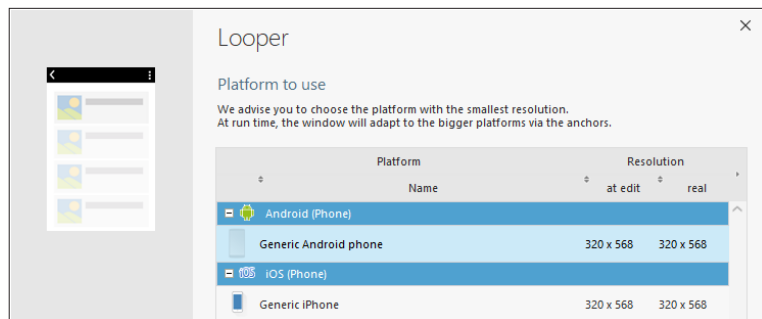 Looper
Platform to use
We advise you to choose the platform with the smallest resolution.
At run time, the window will adapt to the bigger platforms via the anchors.
Platform Resolution
Name at edit real
Android (Phone)
Generic Android phone 320 x 568 320 x 568
iOS iOS (Phone)
Generic iPhone 320 x 568 320 x 568